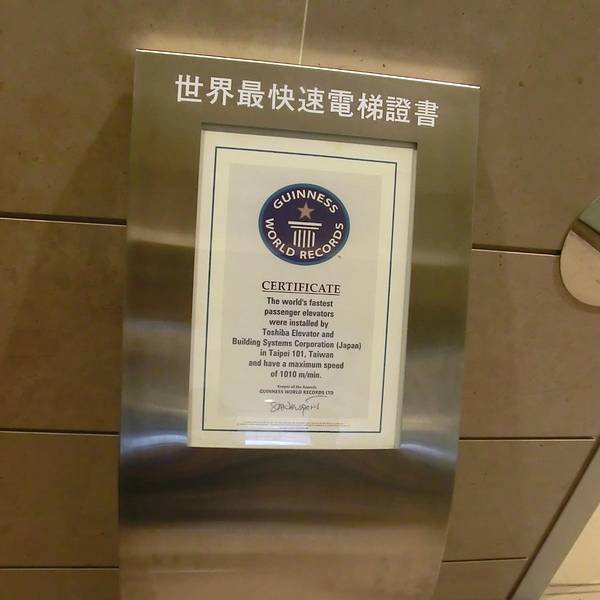 世界最快速電梯證書
GUINNESS
WORLD RECORDS
CERTIFICATE
The world's fastest
passenger elevators
were installed by
Toshiba Elevator and
Building Systems Corporation (Japan)
in Taipei 101, Taiwan
and have a maximum speed
of 1010 m/min.
Keeper of the Records
GUINNESS WORLD RECORDS LTD